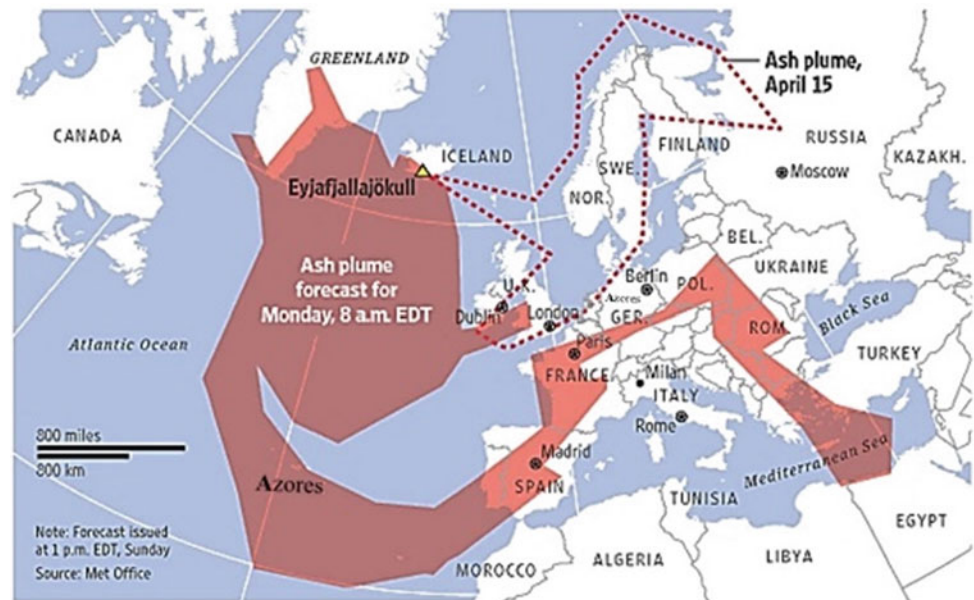 GREENLAND
Ash plume,
April 15
CANADA
ICELAND
FINLAND
RUSSIA
KAZAKH.
SWE.
Moscow
Eyjafjallajökull
NOR.
BEL.
Ash plume
forecast for
Monday, 8 a.m. EDT
U.K.
Berlin
POL.
UKRAINE
Azores
Dublin
London
GER.
ROM.
Black Sea
Atlantic Ocean
Paris
FRANCE
Milan
TURKEY
ITALY
Rome
800 miles
800 km
Madrid
Mediterranean Sea
Azores
SPAIN
TUNISIA
EGYPT
Note: Forecast issued
at 1 p.m. EDT, Sunday
Source: Met Office
MOROCCO
ALGERIA
LIBYA